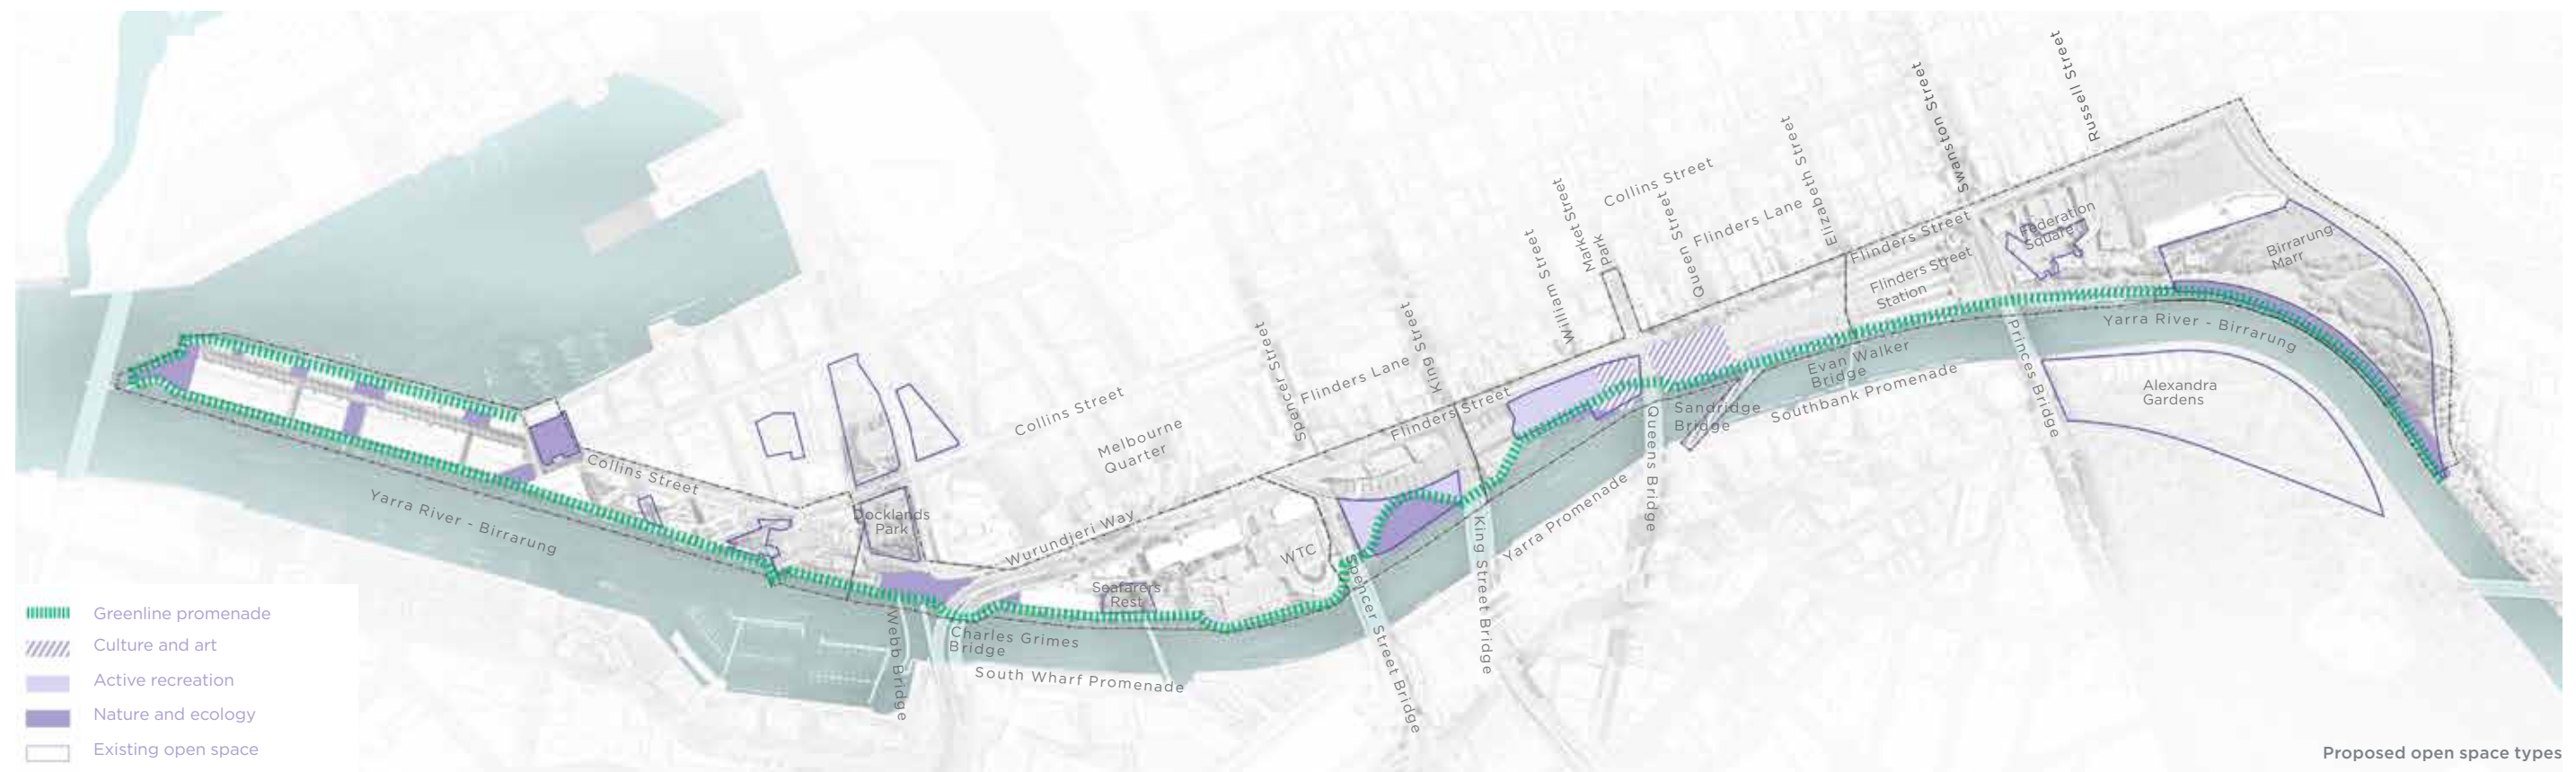 Russell Street
Swanston Street
Elizabeth Street
Collins Street
Flinders Lane
Queen Street
Market Street
Park
William Street
Flinders Street
Flinders Street
Station
Federation
Square
Birrarung
Marr
Yarra River - Birrarung
Alexandra
Gardens
Princes Bridge
Evan Walker
Bridge
Southbank Promenade
Sandridge
Bridge
Queens Bridge
Yarra Promenade
King Street
Flinders Lane
Flinders Street
Spencer Street
King Street Bridge
Spencer Street Bridge
WTC
Collins Street
Melbourne
Quarter
Wurundjeri Way
Seafarers
Rest
Docklands
Park
Collins Street
Yarra River - Birrarung
Webb Bridge
Charles Grimes
Bridge
South Wharf Promenade
Greenline promenade
Culture and art
Active recreation
Nature and ecology
Existing open space
Proposed open space types